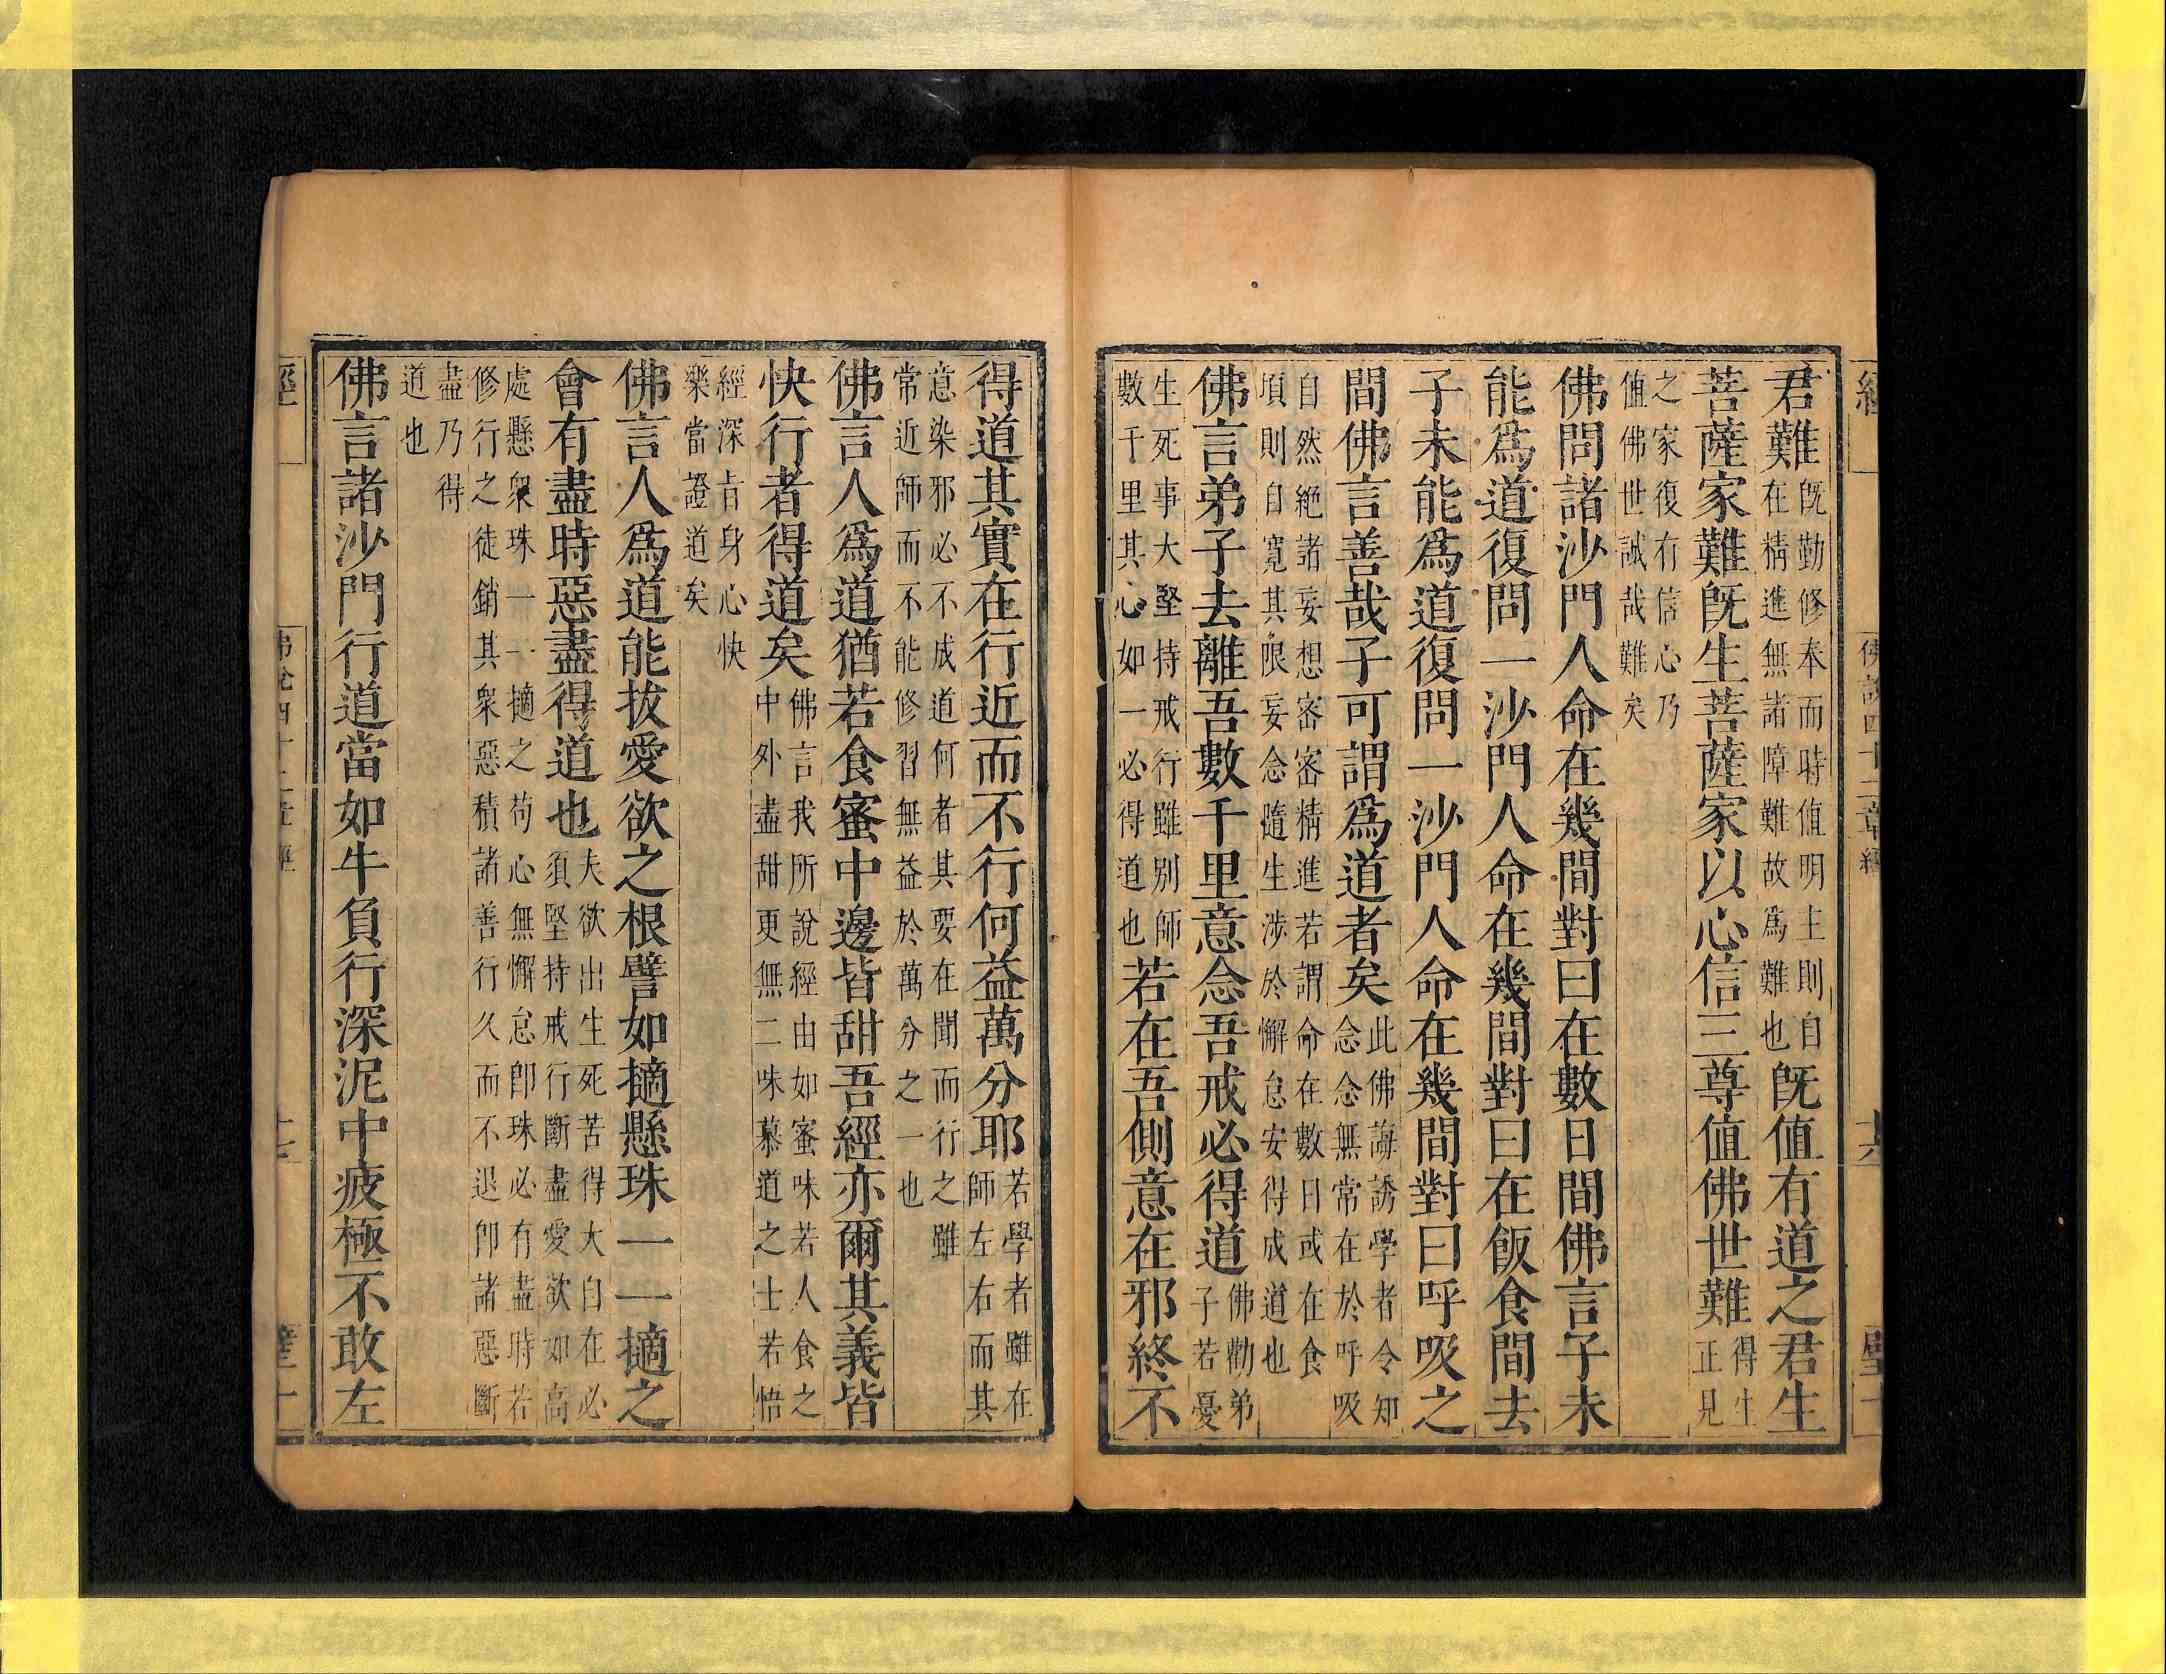 君難既勤修奉而時值明主則自在精進無諸障難故爲難也既值有道之君生
菩薩家難既生菩薩家以心信三尊值佛世難得生正見
之家復有信心乃值佛世誠哉難矣
佛問諸沙門人命在幾間對曰在數日間佛言子未
能爲道復問一沙門人命在幾間對曰在飯食間去
子未能爲道復問一沙門人命在幾間對曰呼吸之
間佛言善哉子可謂爲道者矣此佛誨誘學者令知念念無常在於呼吸
自然絕諸妄想密密精進若謂命在數日或在食頃則自寬其限妄念隨生涉於懈怠安得成道也
佛言弟子去離吾數千里意念吾戒必得道佛勸弟子若憂
生死事大堅持戒行雖別師數千里其心如一必得道也若在吾側意在邪終不
經
佛說四十二章經
十六
壁十
得道其實在行近而不行何益萬分耶若學者雖在師左右而其
意染邪必不成道何者其要在聞而行之雖常近師而不能修習無益於萬分之一也
佛言人爲道猶若食蜜中邊皆甜吾經亦爾其義皆
快行者得道矣佛言我所說經由如蜜味若人食之中外盡甜更無二味慕道之士若悟
經深旨身心快樂當證道矣
佛言人爲道能拔愛欲之根譬如擿懸珠一一擿之
會有盡時惡盡得道也夫欲出生死苦得大自在必須堅持戒行斷盡愛欲如高
處懸衆珠一一擿之苟心無懈怠卽珠必有盡時若修行之徒銷其衆惡積諸善行久而不退卽諸惡斷
盡乃得道也
佛言諸沙門行道當如牛負行深泥中疲極不敢左
經
十七
壁十